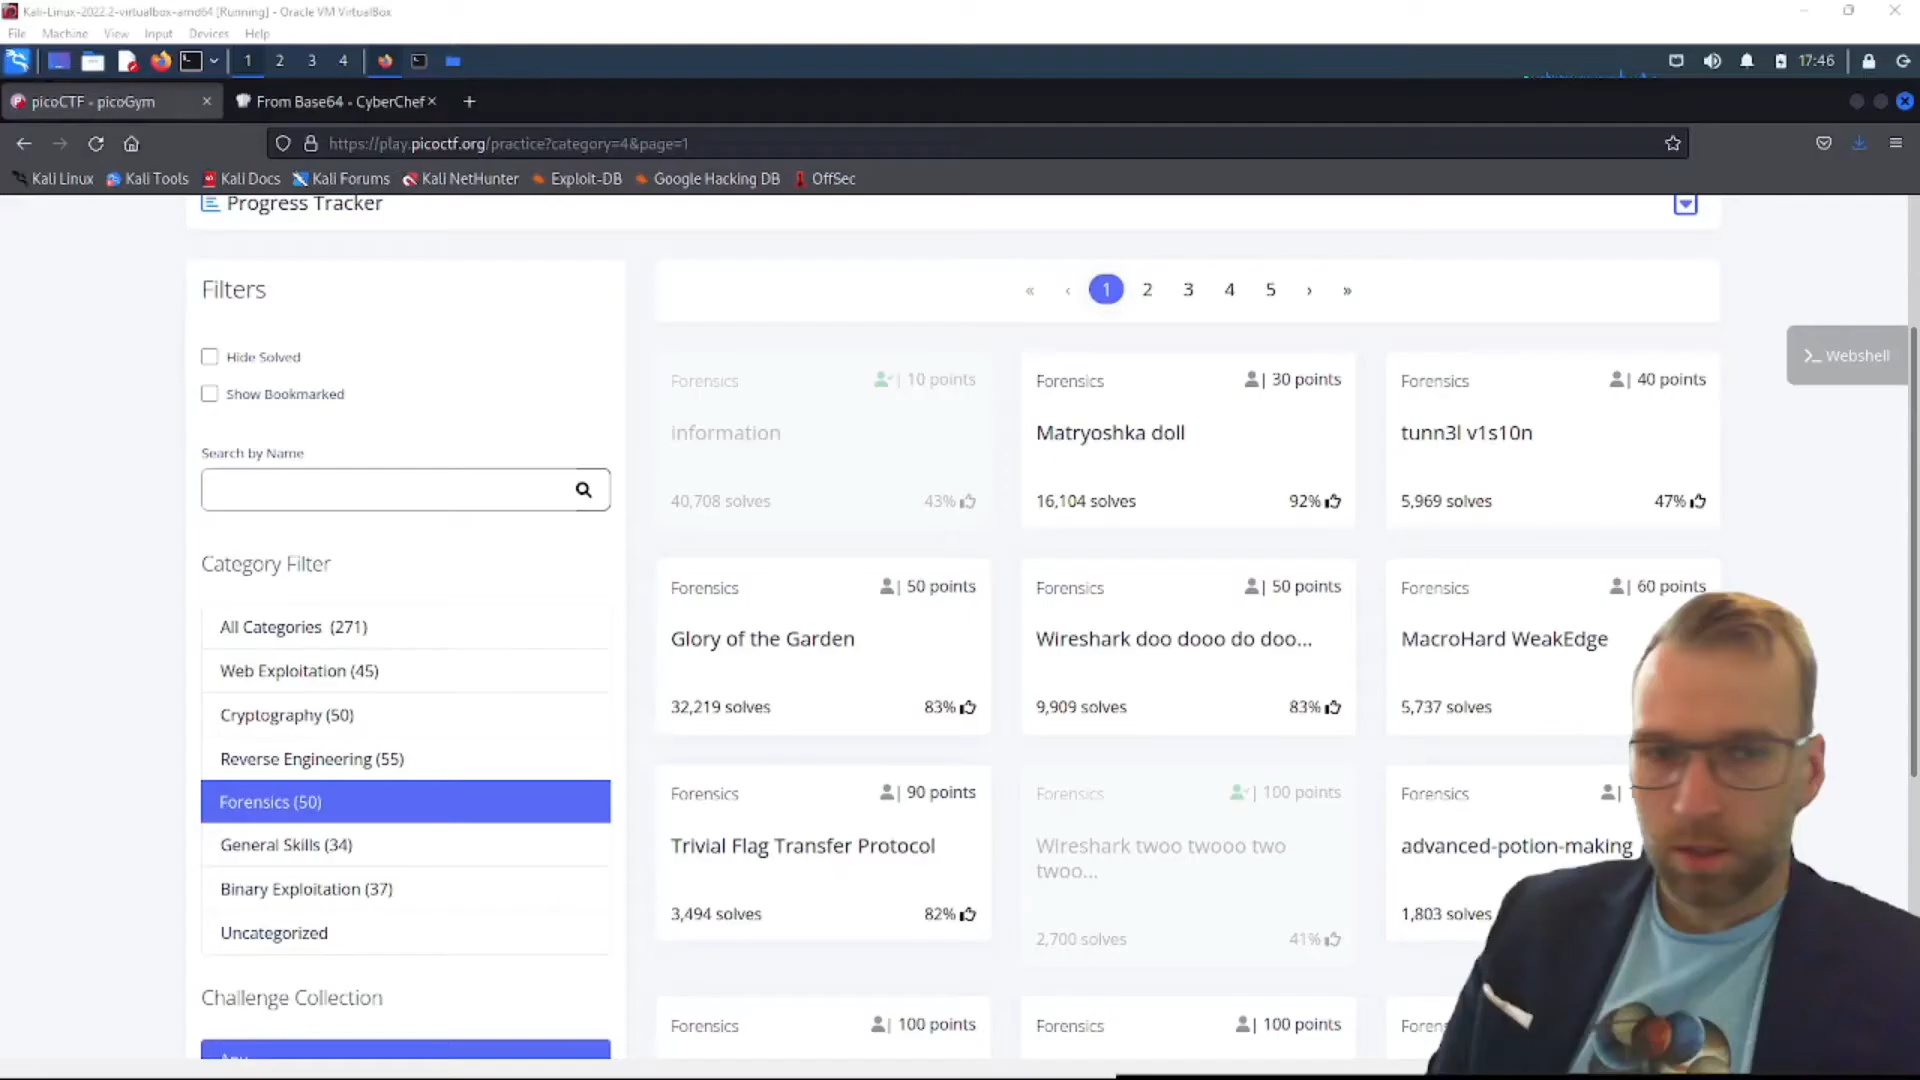 Kali-Linux-2022.2-virtualbox-amd64 [Running] - Oracle VM VirtualBox
File Machine View Input Devices Help
1 2 3 4 17:46
picoCTF - picoGym × From Base64 - CyberChef × +
https://play.picoctf.org/practice?category=4&page=1
Kali Linux Kali Tools Kali Docs Kali Forums Kali NetHunter Exploit-DB Google Hacking DB OffSec
Progress Tracker
Filters
Hide Solved
Show Bookmarked
Search by Name
Category Filter
All Categories (271)
Web Exploitation (45)
Cryptography (50)
Reverse Engineering (55)
Forensics (50)
General Skills (34)
Binary Exploitation (37)
Uncategorized
Challenge Collection
« ‹ 1 2 3 4 5 › »
>_ Webshell
Forensics | 10 points
information
40,708 solves 43%
Forensics | 30 points
Matryoshka doll
16,104 solves 92%
Forensics | 40 points
tunn3l v1s10n
5,969 solves 47%
Forensics | 50 points
Glory of the Garden
32,219 solves 83%
Forensics | 50 points
Wireshark doo dooo do doo...
9,909 solves 83%
Forensics | 60 points
MacroHard WeakEdge
5,737 solves
Forensics | 90 points
Trivial Flag Transfer Protocol
3,494 solves 82%
Forensics | 100 points
Wireshark twoo twooo two
twoo...
2,700 solves 41%
Forensics |
advanced-potion-making
1,803 solves
Forensics | 100 points
Forensics | 100 points